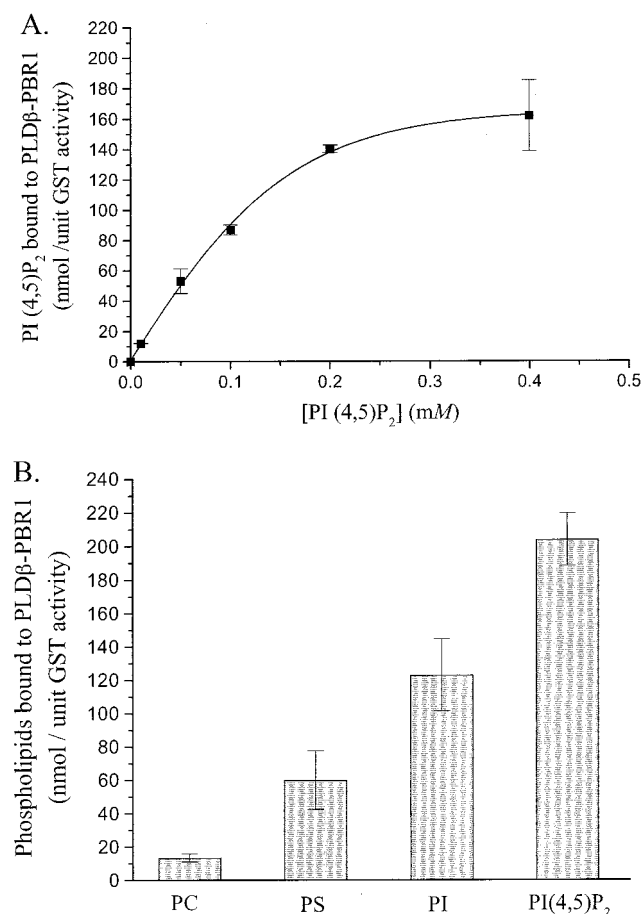 A.
PI (4,5)P₂ bound to PLDβ-PBR1
(nmol /unit GST activity)
220
200
180
160
140
120
100
80
60
40
20
0
0.0
0.1
0.2
0.3
0.4
0.5
[PI (4,5)P₂] (mM)
B.
Phospholipids bound to PLDβ-PBR1
(nmol / unit GST activity)
240
220
200
180
160
140
120
100
80
60
40
20
0
PC
PS
PI
PI(4,5)P₂